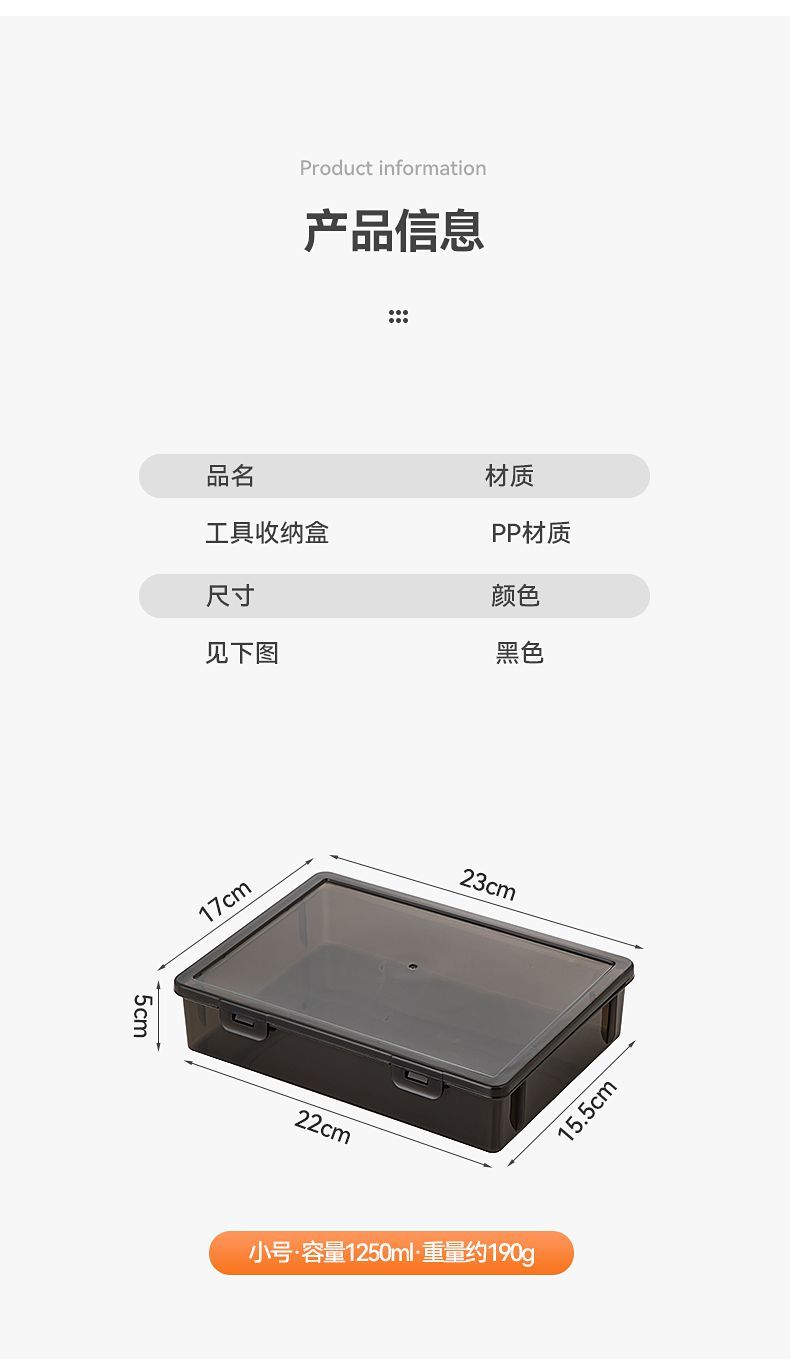 Product information
产品信息
品名 材质
工具收纳盒 PP材质
尺寸 颜色
见下图 黑色
17cm
23cm
5cm
22cm
15.5cm
小号·容量1250ml·重量约190g